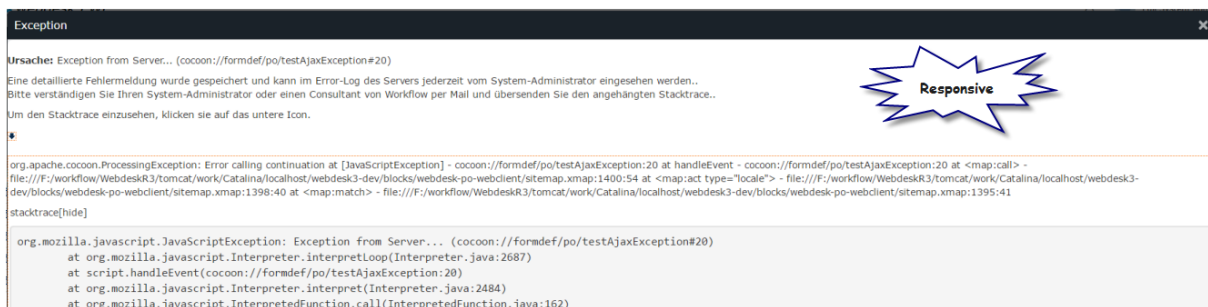 Exception
Ursache: Exception from Server... (cocoon://formdef/po/testAjaxException#20)
Eine detaillierte Fehlermeldung wurde gespeichert und kann im Error-Log des Servers jederzeit vom System-Administrator eingesehen werden..
Bitte verständigen Sie Ihren System-Administrator oder einen Consultant von Workflow per Mail und übersenden Sie den angehängten Stacktrace..
Responsive
Um den Stacktrace einzusehen, klicken sie auf das untere Icon.
org.apache.cocoon.ProcessingException: Error calling continuation at [JavaScriptException] - cocoon://formdef/po/testAjaxException:20 at handleEvent - cocoon://formdef/po/testAjaxException:20 at <map:call> -
file:///F:/workflow/WebdeskR3/tomcat/work/Catalina/localhost/webdesk3-dev/blocks/webdesk-po-webclient/sitemap.xmap:1400:54 at <map:act type="locale"> - file:///F:/workflow/WebdeskR3/tomcat/work/Catalina/localhost/webdesk3-
dev/blocks/webdesk-po-webclient/sitemap.xmap:1398:40 at <map:match> - file:///F:/workflow/WebdeskR3/tomcat/work/Catalina/localhost/webdesk3-dev/blocks/webdesk-po-webclient/sitemap.xmap:1395:41
stacktrace[hide]
org.mozilla.javascript.JavaScriptException: Exception from Server... (cocoon://formdef/po/testAjaxException#20)
at org.mozilla.javascript.Interpreter.interpretLoop(Interpreter.java:2687)
at script.handleEvent(cocoon://formdef/po/testAjaxException:20)
at org.mozilla.javascript.Interpreter.interpret(Interpreter.java:2484)
at org.mozilla.javascript.InterpretedFunction.call(InterpretedFunction.java:162)